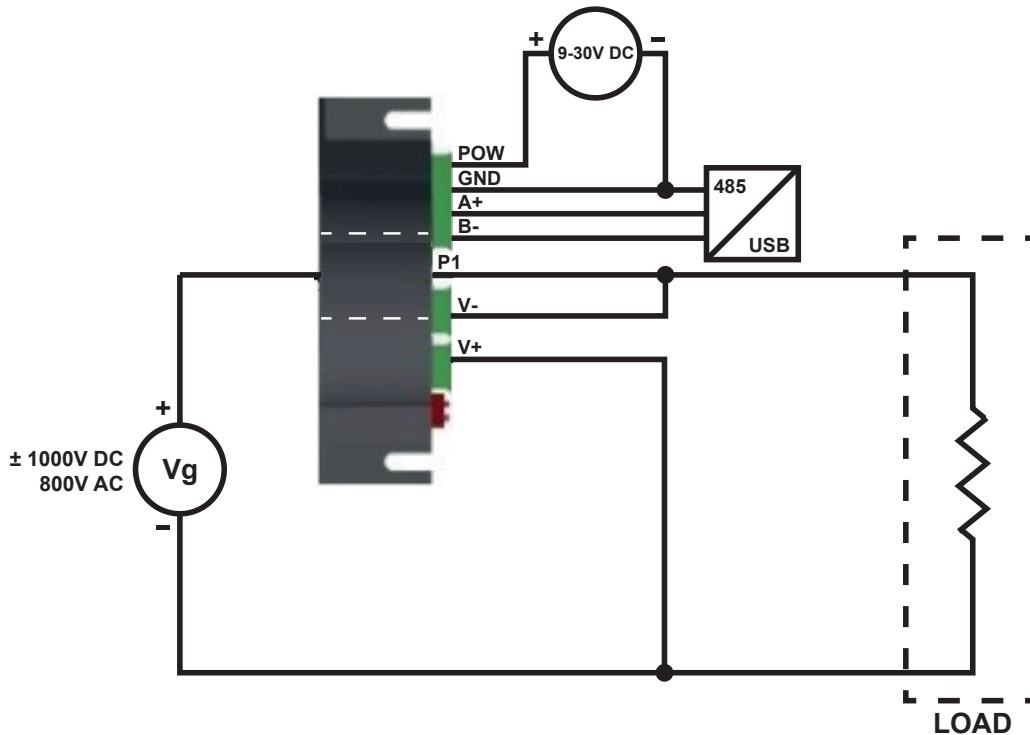 +
9-30V DC
−
POW
GND
A+
B-
485
USB
P1
V-
V+
+
± 1000V DC
800V AC
Vg
−
LOAD